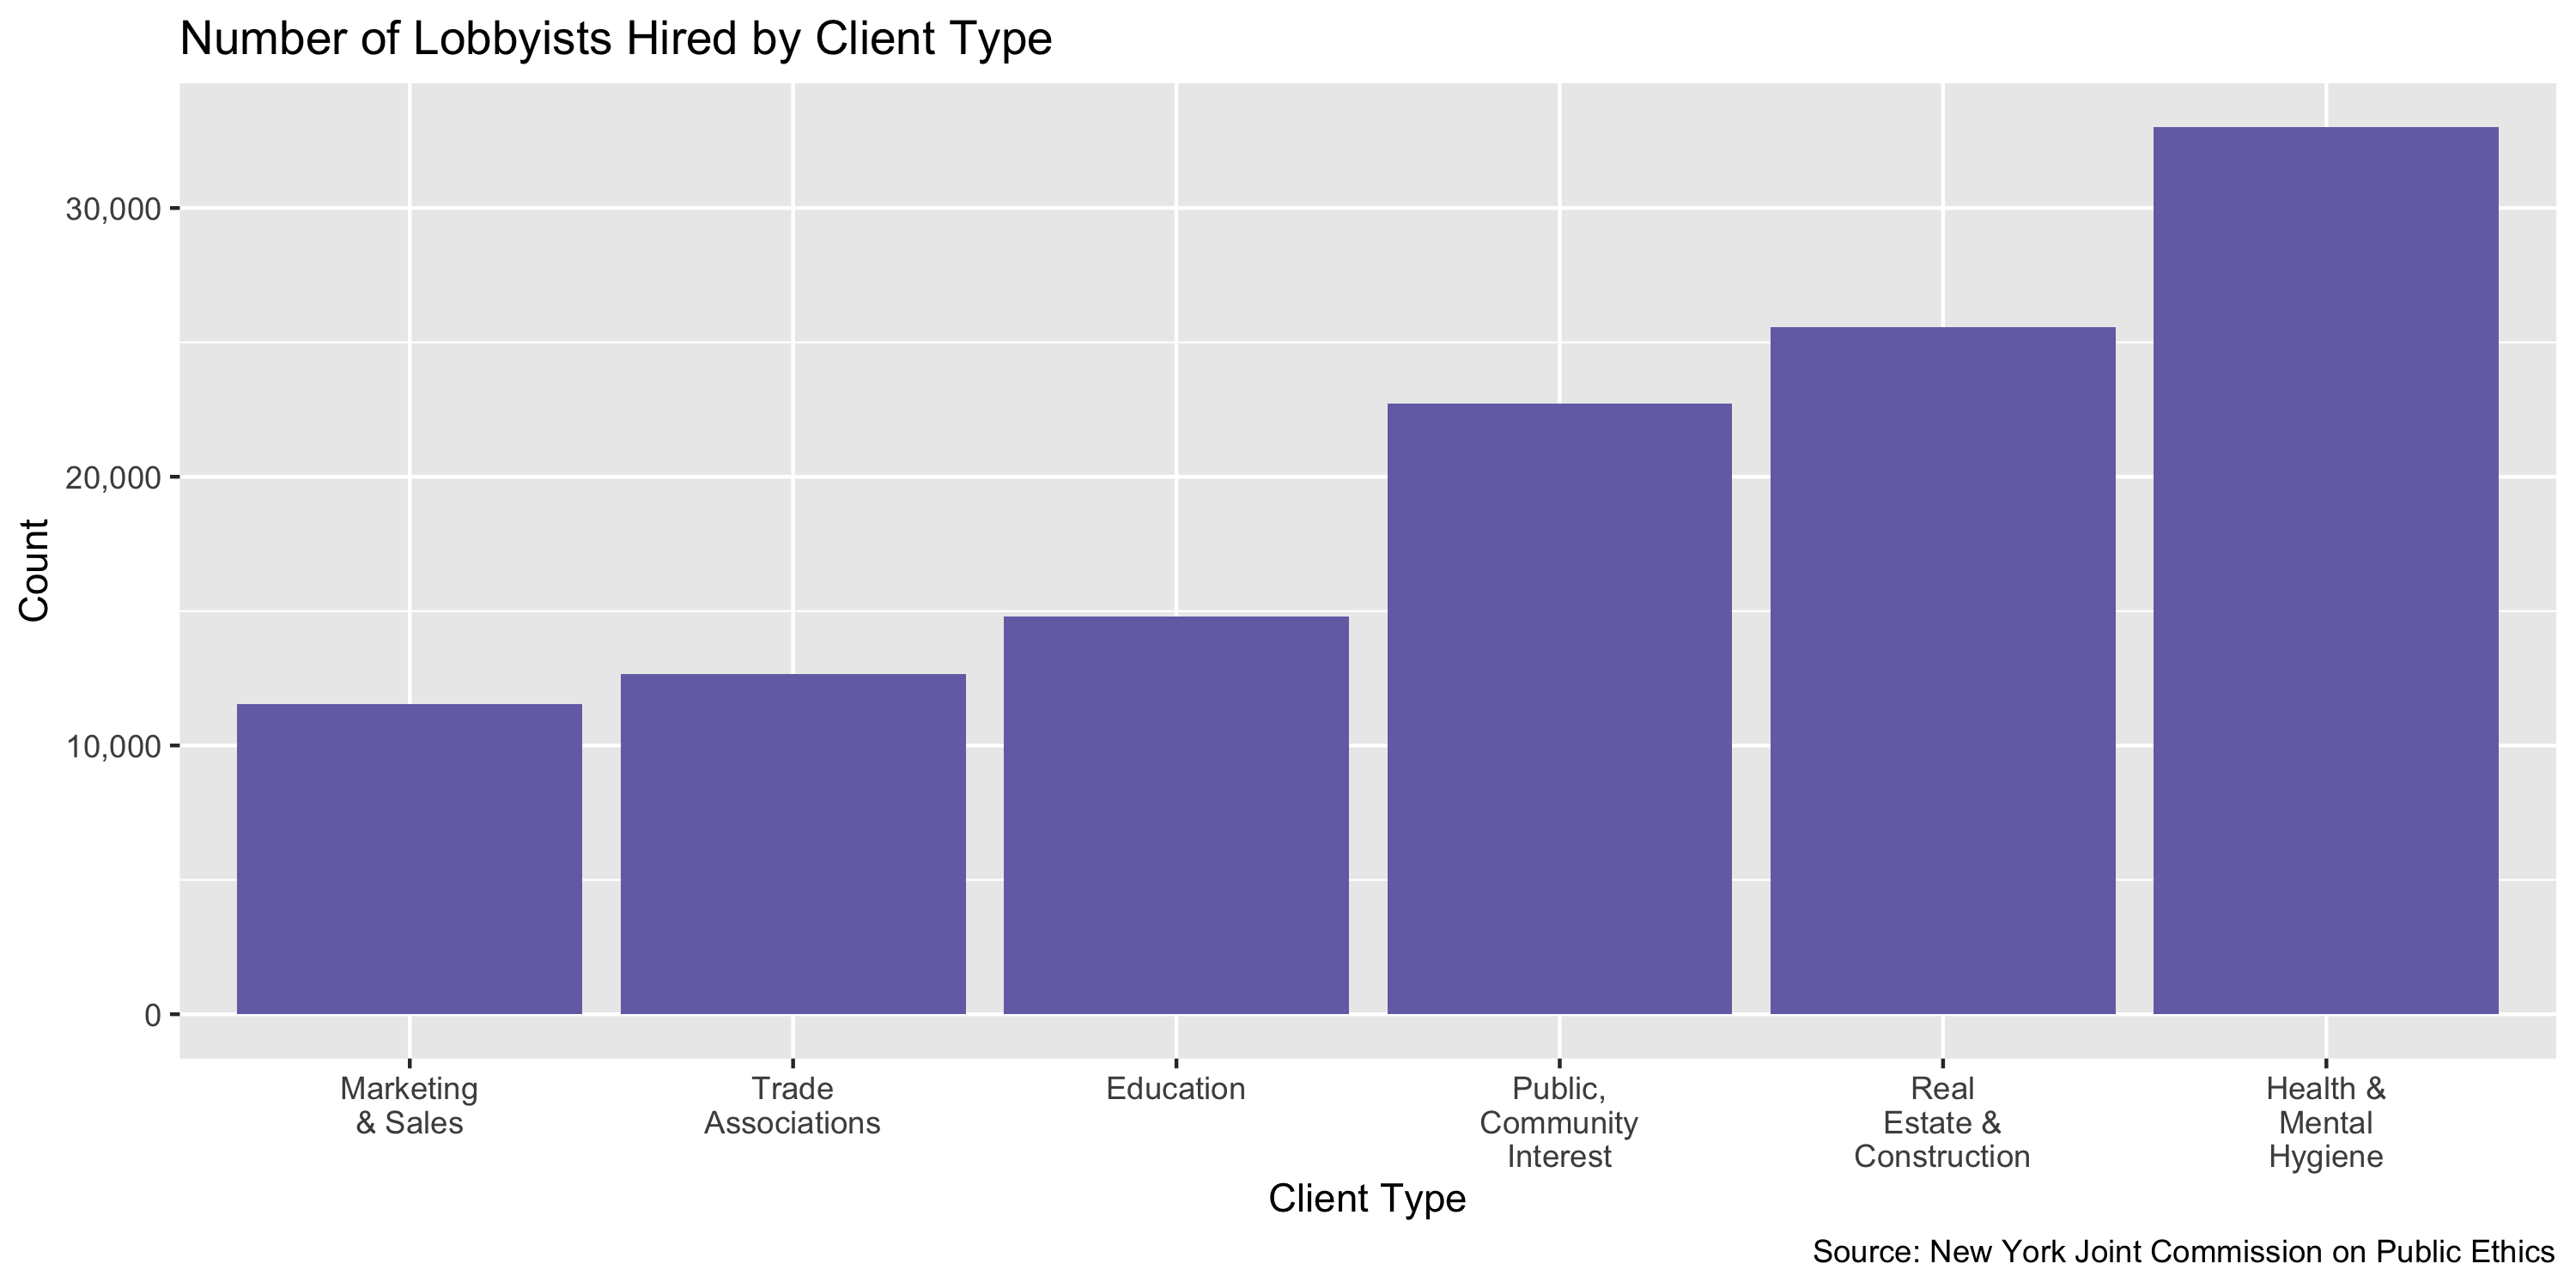 Number of Lobbyists Hired by Client Type
Count
30,000
20,000
10,000
0
Marketing
& Sales
Trade
Associations
Education
Public,
Community
Interest
Real
Estate &
Construction
Health &
Mental
Hygiene
Client Type
Source: New York Joint Commission on Public Ethics